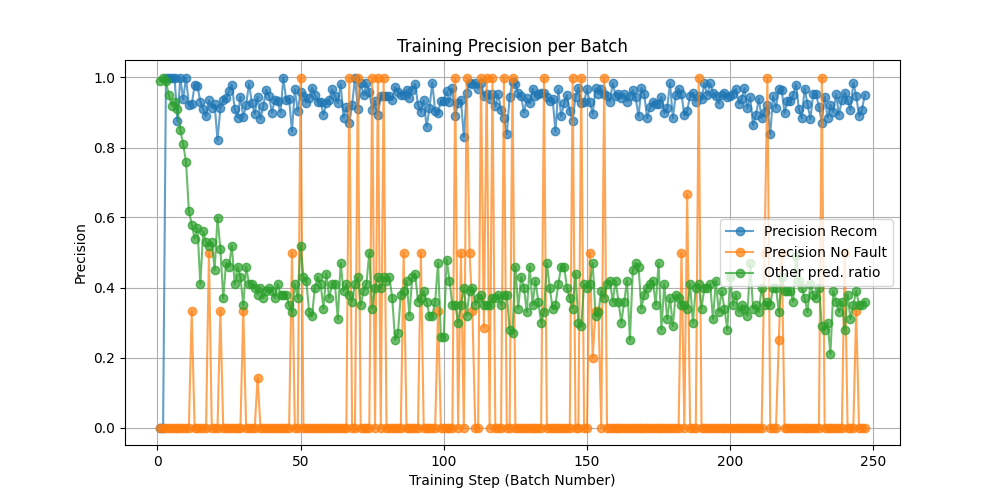 Training Precision per Batch
Precision
1.0
0.8
0.6
0.4
0.2
0.0
Precision Recom
Precision No Fault
Other pred. ratio
0 50 100 150 200 250
Training Step (Batch Number)